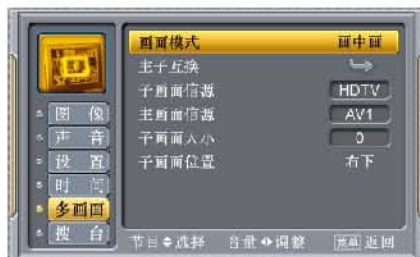 画面模式 画中画
主子互换
子画面信源 HDTV
主画面信源 AV1
子画面大小 0
子画面位置 右下
图像
声音
设置
时间
多画面
搜台
节目选择 音量调整 菜单返回